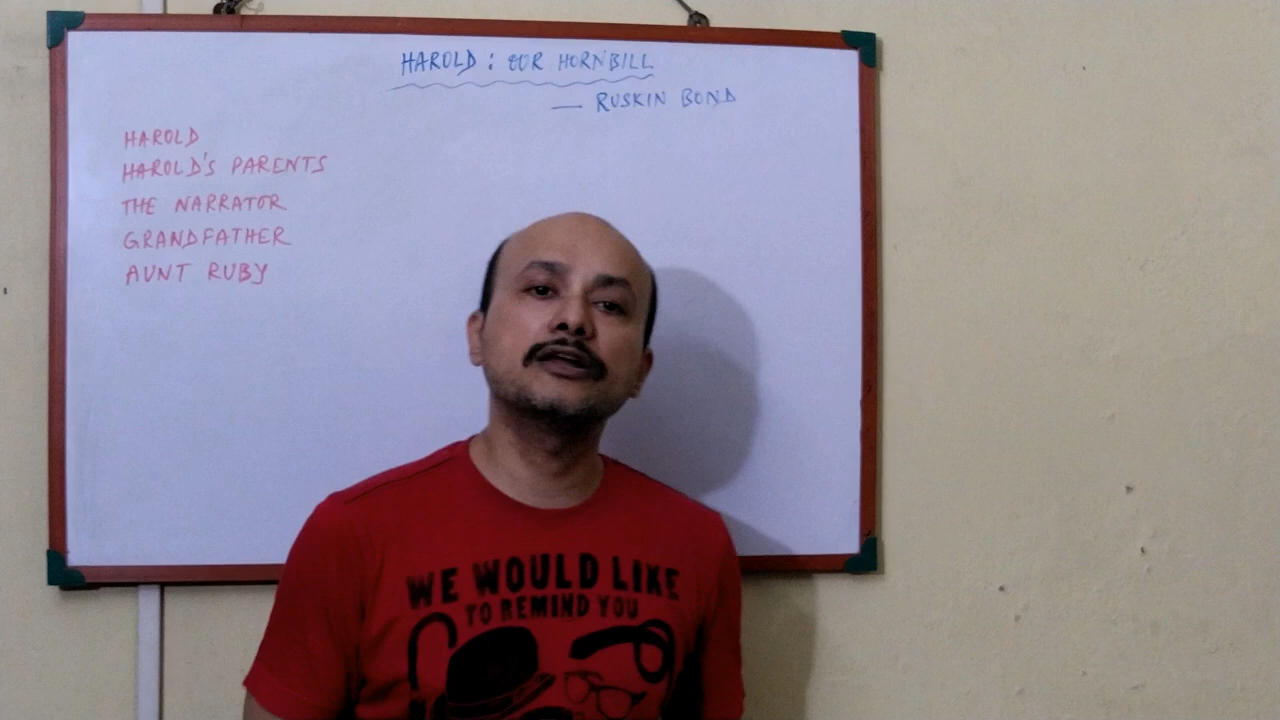 HAROLD : OUR HORNBILL
— RUSKIN BOND
HAROLD
HAROLD'S PARENTS
THE NARRATOR
GRANDFATHER
AUNT RUBY
WE WOULD LIKE
TO REMIND YOU